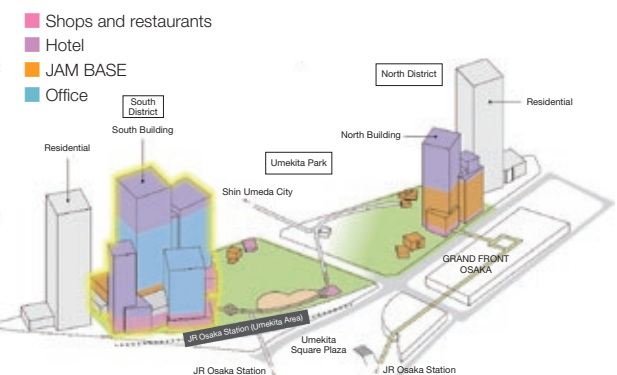 Shops and restaurants
Hotel
JAM BASE
Office
North District
South
District
South Building
Residential
Residential
North Building
Umekita Park
Shin Umeda City
GRAND FRONT
OSAKA
JR Osaka Station (Umekita Area)
Umekita
Square Plaza
JR Osaka Station
JR Osaka Station